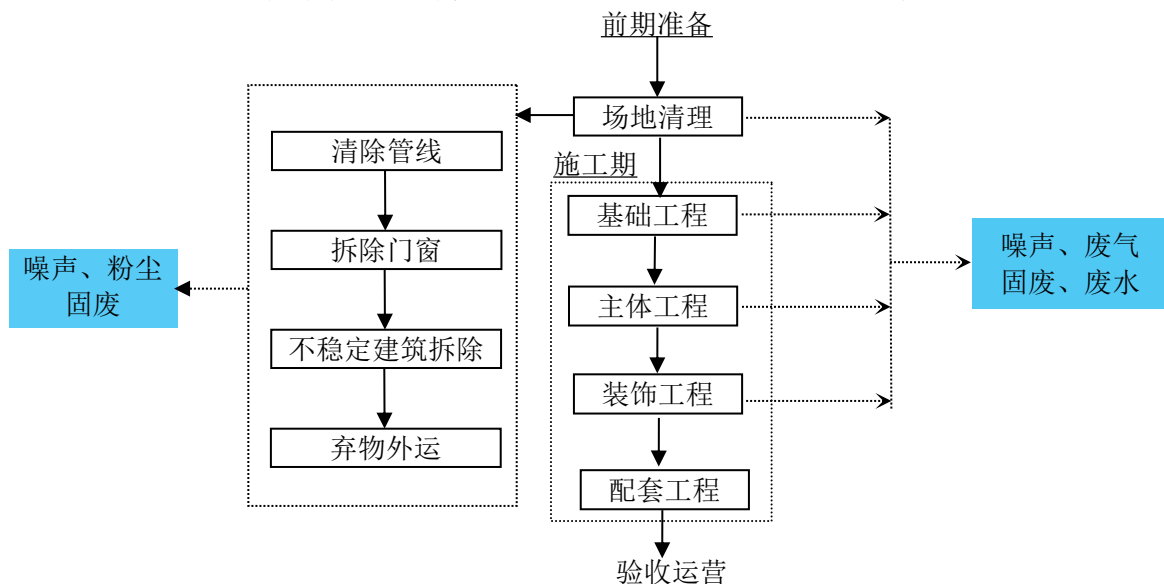 前期准备
场地清理
清除管线
施工期
基础工程
拆除门窗
噪声、粉尘
固废
噪声、废气
固废、废水
主体工程
不稳定建筑拆除
装饰工程
弃物外运
配套工程
验收运营